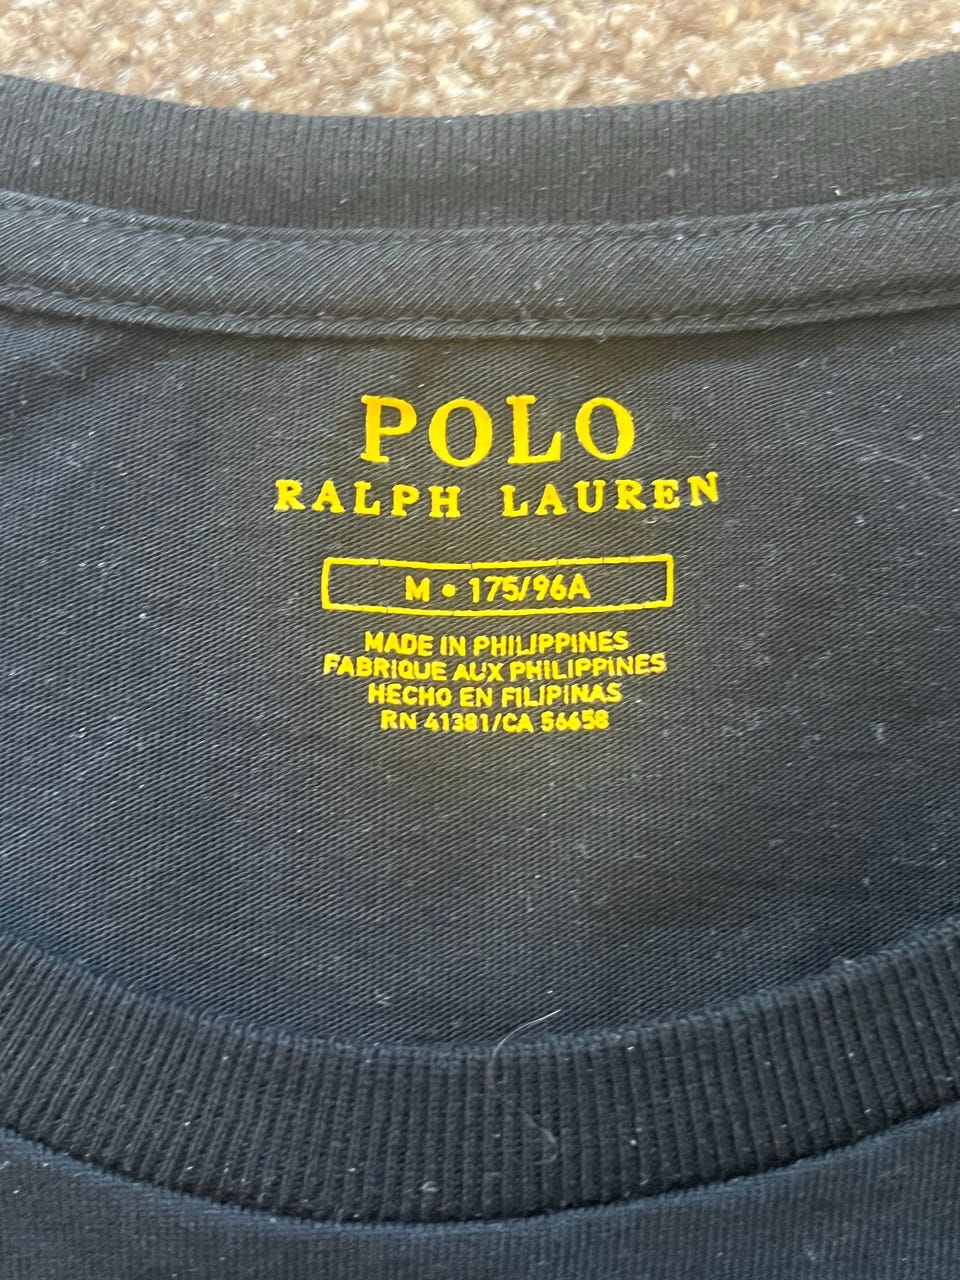 POLO
RALPH LAUREN
M • 175/96A
MADE IN PHILIPPINES
FABRIQUE AUX PHILIPPINES
HECHO EN FILIPINAS
RN 41381/CA 56658